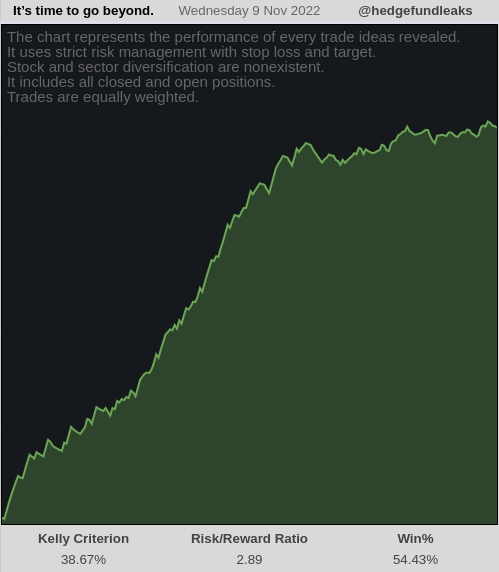 It's time to go beyond. Wednesday 9 Nov 2022 @hedgefundleaks
The chart represents the performance of every trade ideas revealed.
It uses strict risk management with stop loss and target.
Stock and sector diversification are nonexistent.
It includes all closed and open positions.
Trades are equally weighted.
Kelly Criterion Risk/Reward Ratio Win%
38.67% 2.89 54.43%